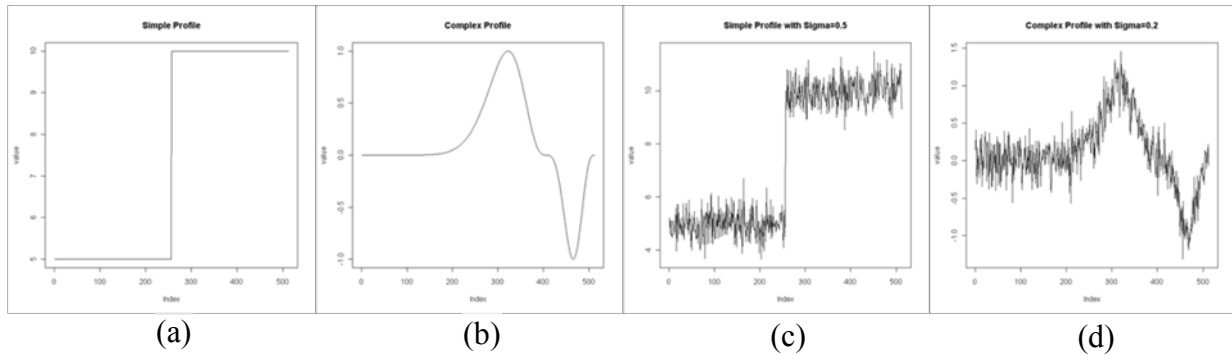 Simple Profile
value
10
9
8
7
6
5
0 100 200 300 400 500
Index
(a)
Complex Profile
value
1.0
0.5
0.0
-0.5
-1.0
0 100 200 300 400 500
Index
(b)
Simple Profile with Sigma=0.5
value
10
8
6
4
0 100 200 300 400 500
Index
(c)
Complex Profile with Sigma=0.2
value
1.5
1.0
0.5
0.0
-0.5
-1.0
0 100 200 300 400 500
Index
(d)